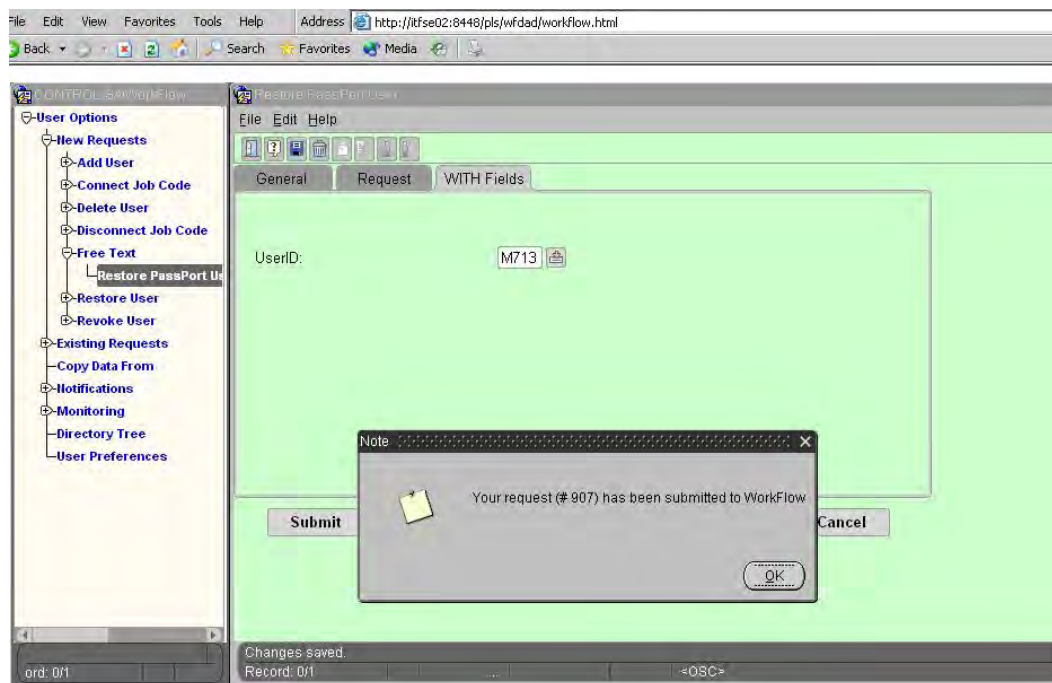 File Edit View Favorites Tools Help Address http://itfse02:8448/pls/wfdad/workflow.html
Back Search Favorites Media
CONTROL-SA/WorkFlow
User Options
New Requests
Add User
Connect Job Code
Delete User
Disconnect Job Code
Free Text
Restore PassPort Us
Restore User
Revoke User
Existing Requests
Copy Data From
Notifications
Monitoring
Directory Tree
User Preferences
ord: 0/1
Restore PassPort User
File Edit Help
General Request WITH Fields
UserID: M713
Submit Cancel
Note
Your request (# 907) has been submitted to WorkFlow
OK
Changes saved.
Record: 0/1 ... <OSC>